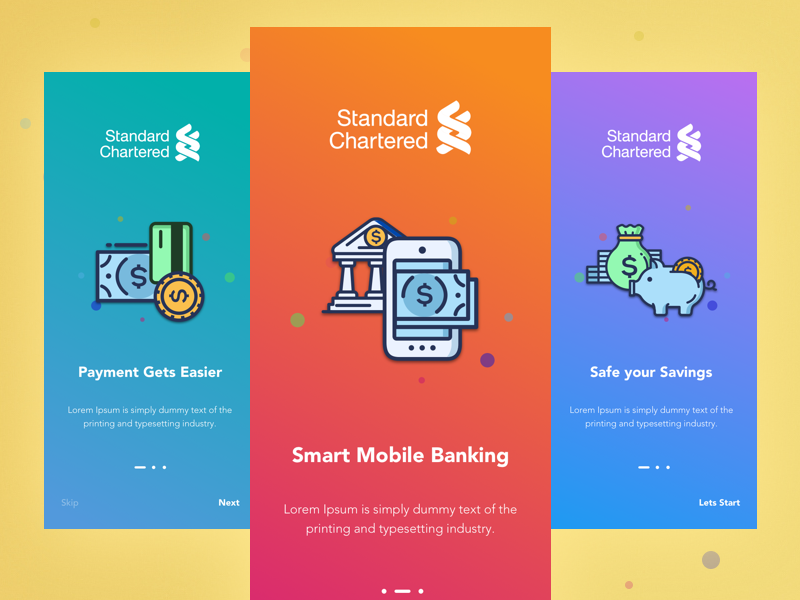 Standard
Chartered
Payment Gets Easier
Lorem Ipsum is simply dummy text of the
printing and typesetting industry.
Skip
Next
Standard
Chartered
Smart Mobile Banking
Lorem Ipsum is simply dummy text of the
printing and typesetting industry.
Standard
Chartered
Safe your Savings
Lorem Ipsum is simply dummy text of the
printing and typesetting industry.
Lets Start